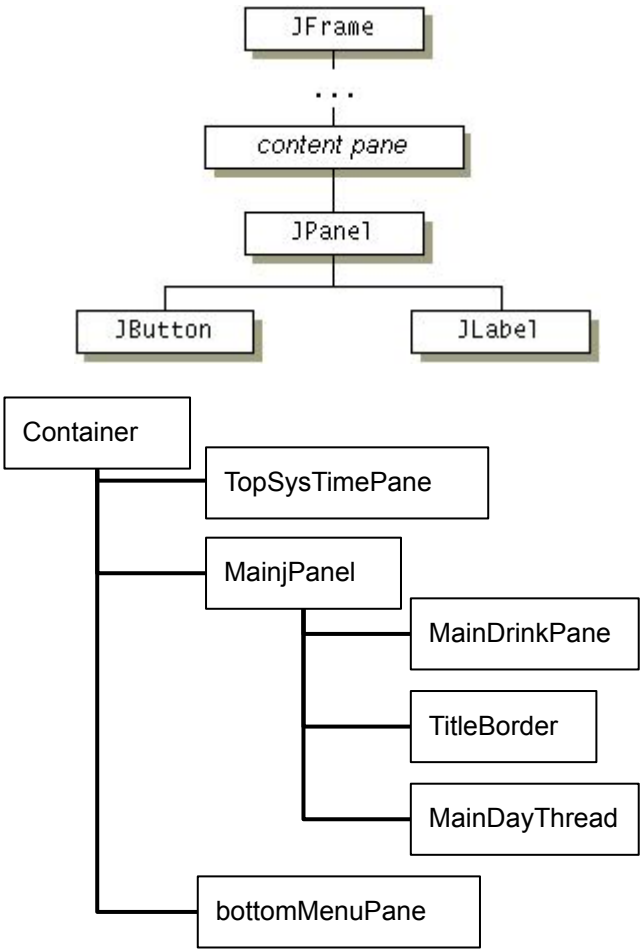 JFrame
...
content pane
JPanel
JButton
JLabel
Container
TopSysTimePane
MainjPanel
MainDrinkPane
TitleBorder
MainDayThread
bottomMenuPane